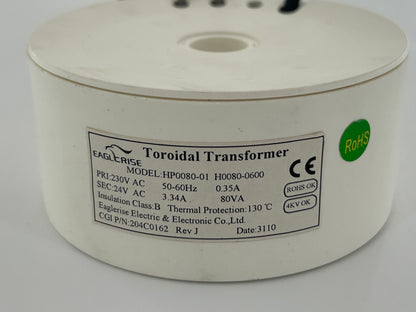 EAGLERISE
Toroidal Transformer
MODEL:HP0080-01 H0080-0600
PRI:230V AC 50-60Hz 0.35A
SEC:24V AC 3.34A 80VA
Insulation Class:B Thermal Protection:130℃
Eaglerise Electric & Electronic Co.,Ltd.
CGI P/N:204C0162 Rev J Date:3110
CE
ROHS OK
4KV OK
RoHS